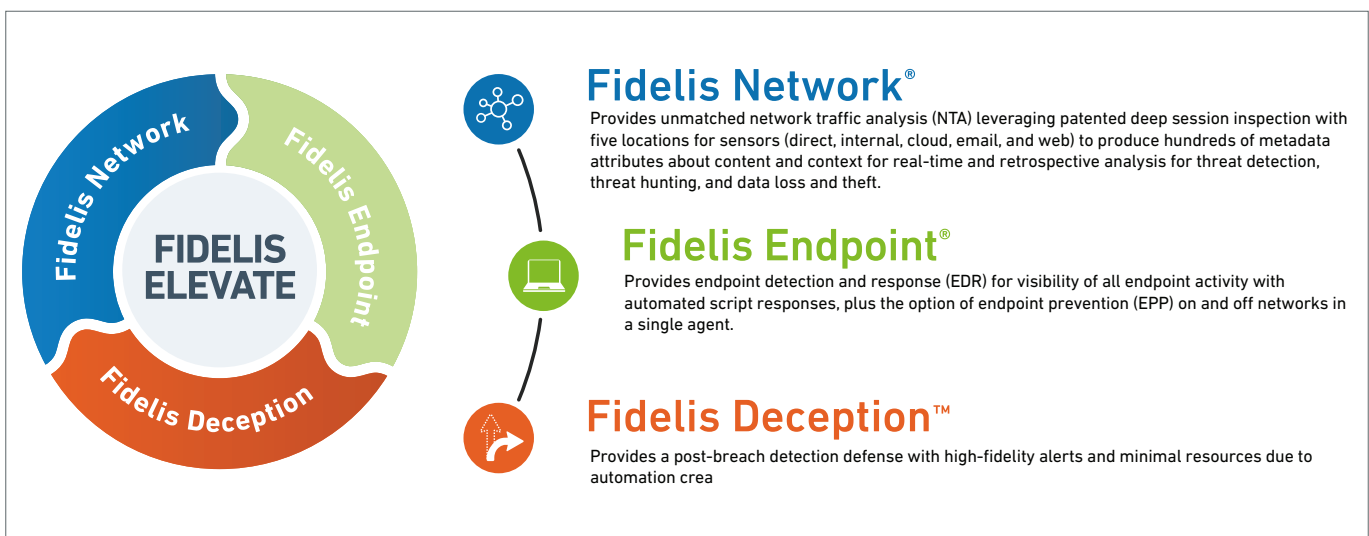 Fidelis Network
Fidelis Endpoint
Fidelis Deception
FIDELIS
ELEVATE
Fidelis Network®
Provides unmatched network traffic analysis (NTA) leveraging patented deep session inspection with
five locations for sensors (direct, internal, cloud, email, and web) to produce hundreds of metadata
attributes about content and context for real-time and retrospective analysis for threat detection,
threat hunting, and data loss and theft.
Fidelis Endpoint®
Provides endpoint detection and response (EDR) for visibility of all endpoint activity with
automated script responses, plus the option of endpoint prevention (EPP) on and off networks in
a single agent.
Fidelis Deception™
Provides a post-breach detection defense with high-fidelity alerts and minimal resources due to
automation crea